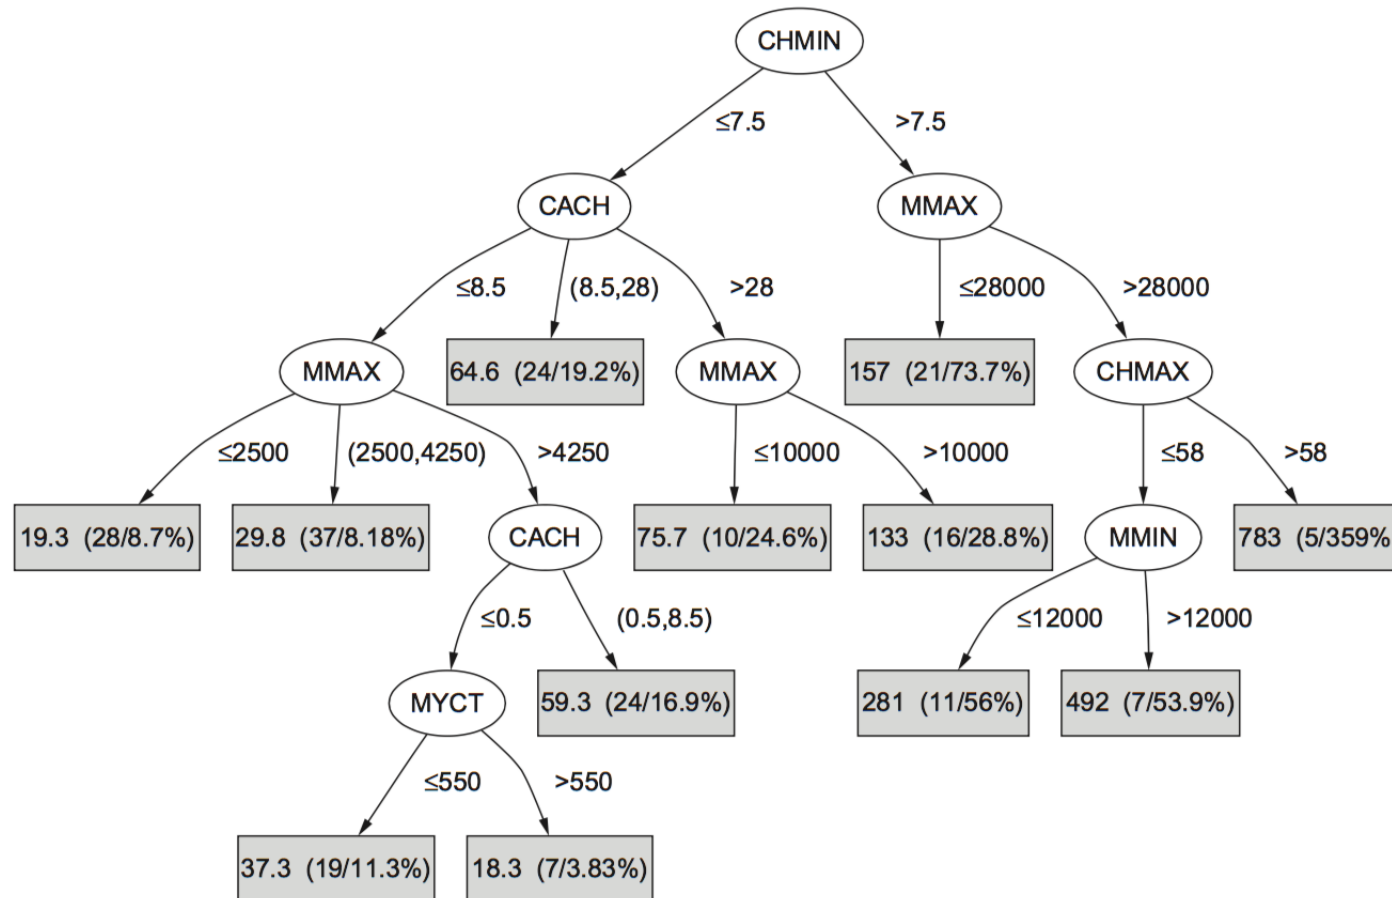 CHMIN
≤7.5 >7.5
CACH MMAX
≤8.5 (8.5,28) >28 ≤28000 >28000
MMAX 64.6 (24/19.2%) MMAX 157 (21/73.7%) CHMAX
≤2500 (2500,4250) >4250 ≤10000 >10000 ≤58 >58
19.3 (28/8.7%) 29.8 (37/8.18%) CACH 75.7 (10/24.6%) 133 (16/28.8%) MMIN 783 (5/359%
≤0.5 (0.5,8.5) ≤12000 >12000
MYCT 59.3 (24/16.9%) 281 (11/56%) 492 (7/53.9%)
≤550 >550
37.3 (19/11.3%) 18.3 (7/3.83%)